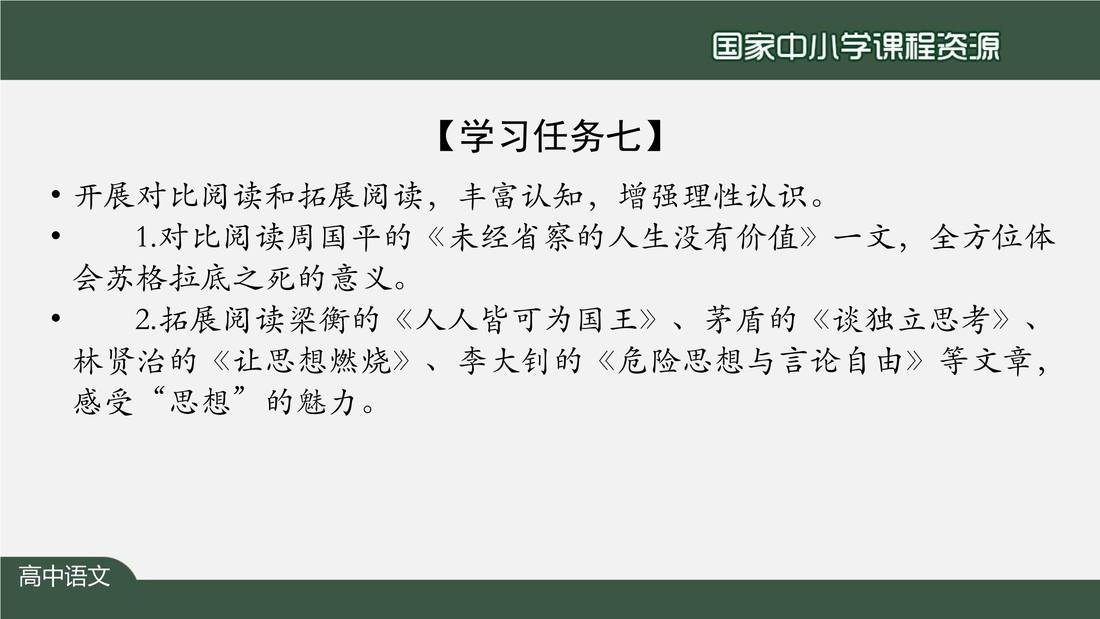 国家中小学课程资源
【学习任务七】
• 开展对比阅读和拓展阅读，丰富认知，增强理性认识。
• 1.对比阅读周国平的《未经省察的人生没有价值》一文，全方位体
会苏格拉底之死的意义。
• 2.拓展阅读梁衡的《人人皆可为国王》、茅盾的《谈独立思考》、
林贤治的《让思想燃烧》、李大钊的《危险思想与言论自由》等文章，
感受“思想”的魅力。
高中语文